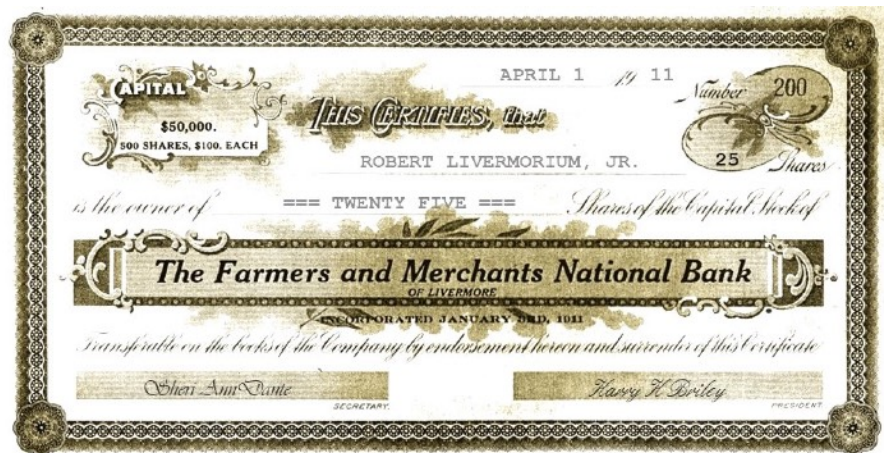 APRIL 1 19 11
Number 200
CAPITAL
$50,000.
500 SHARES, $100. EACH
THIS CERTIFIES, that
25 Shares
ROBERT LIVERMORIUM, JR.
is the owner of === TWENTY FIVE === Shares of the Capital Stock of
The Farmers and Merchants National Bank
OF LIVERMORE
INCORPORATED JANUARY 3RD, 1911
Transferable on the books of the Company by endorsement hereon and surrender of this Certificate
Sheri Ann Dante Harry H Briley
SECRETARY. PRESIDENT